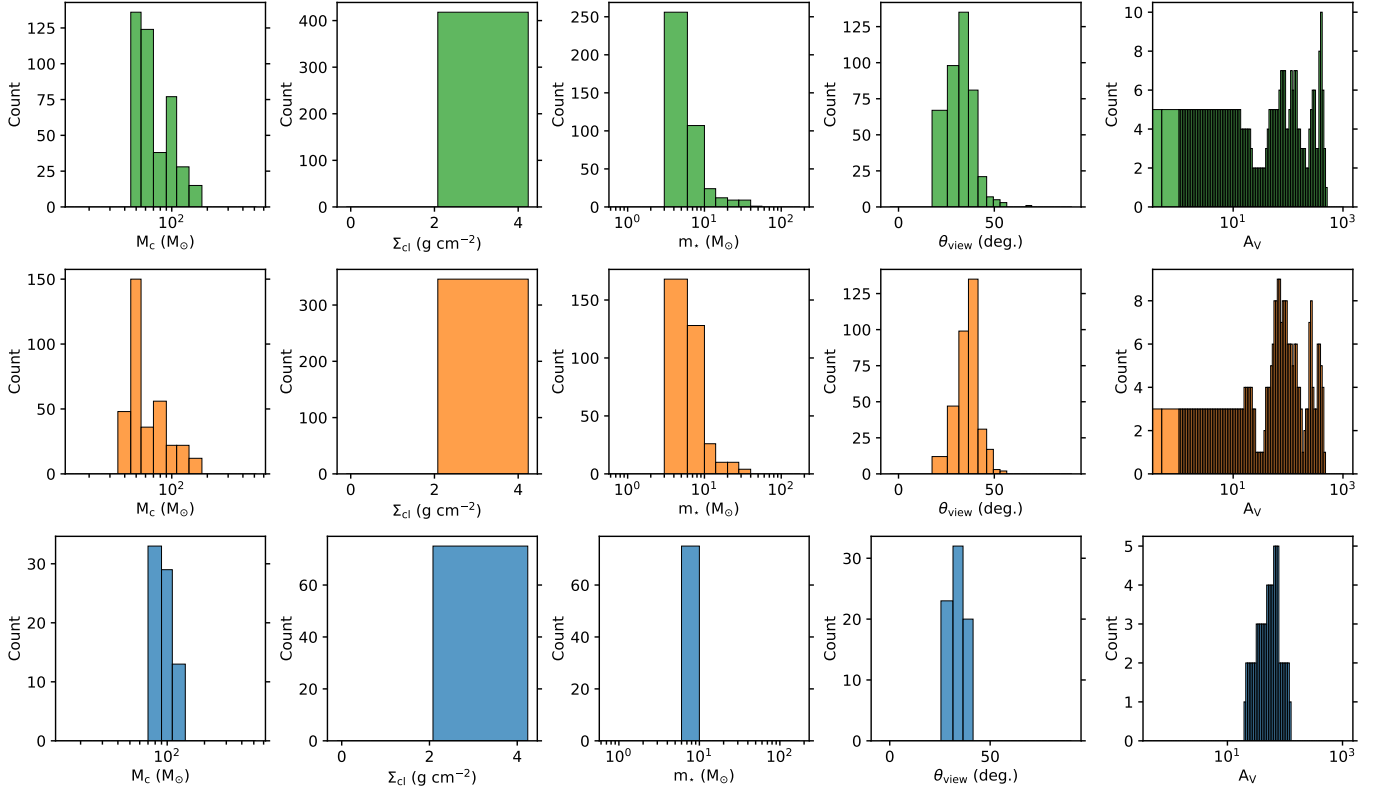 125
100
75
50
25
0
Count
10²
M_c (M_⊙)
400
300
200
100
0
Count
0 2 4
Σ_cl (g cm⁻²)
250
200
150
100
50
0
Count
10⁰ 10¹ 10²
m_* (M_⊙)
125
100
75
50
25
0
Count
0 50
θ_view (deg.)
10
8
6
4
2
0
Count
10¹ 10³
A_V
150
100
50
0
Count
10²
M_c (M_⊙)
300
200
100
0
Count
0 2 4
Σ_cl (g cm⁻²)
150
100
50
0
Count
10⁰ 10¹ 10²
m_* (M_⊙)
125
100
75
50
25
0
Count
0 50
θ_view (deg.)
8
6
4
2
0
Count
10¹ 10³
A_V
30
20
10
0
Count
10²
M_c (M_⊙)
60
40
20
0
Count
0 2 4
Σ_cl (g cm⁻²)
60
40
20
0
Count
10⁰ 10¹ 10²
m_* (M_⊙)
30
20
10
0
Count
0 50
θ_view (deg.)
5
4
3
2
1
0
Count
10¹ 10³
A_V